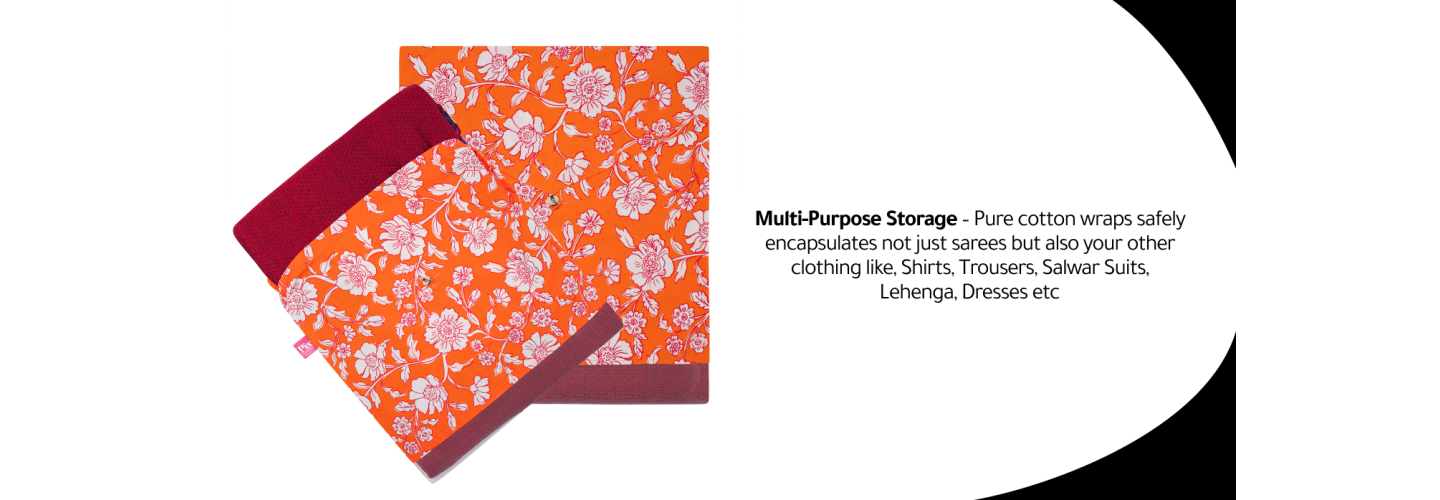 Multi-Purpose Storage - Pure cotton wraps safely
encapsulates not just sarees but also your other
clothing like, Shirts, Trousers, Salwar Suits,
Lehenga, Dresses etc